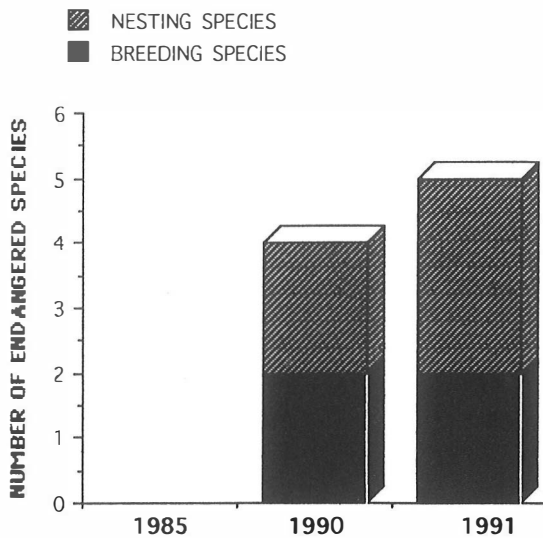 NESTING SPECIES
BREEDING SPECIES
NUMBER OF ENDANGERED SPECIES
6
5
4
3
2
1
0
1985 1990 1991